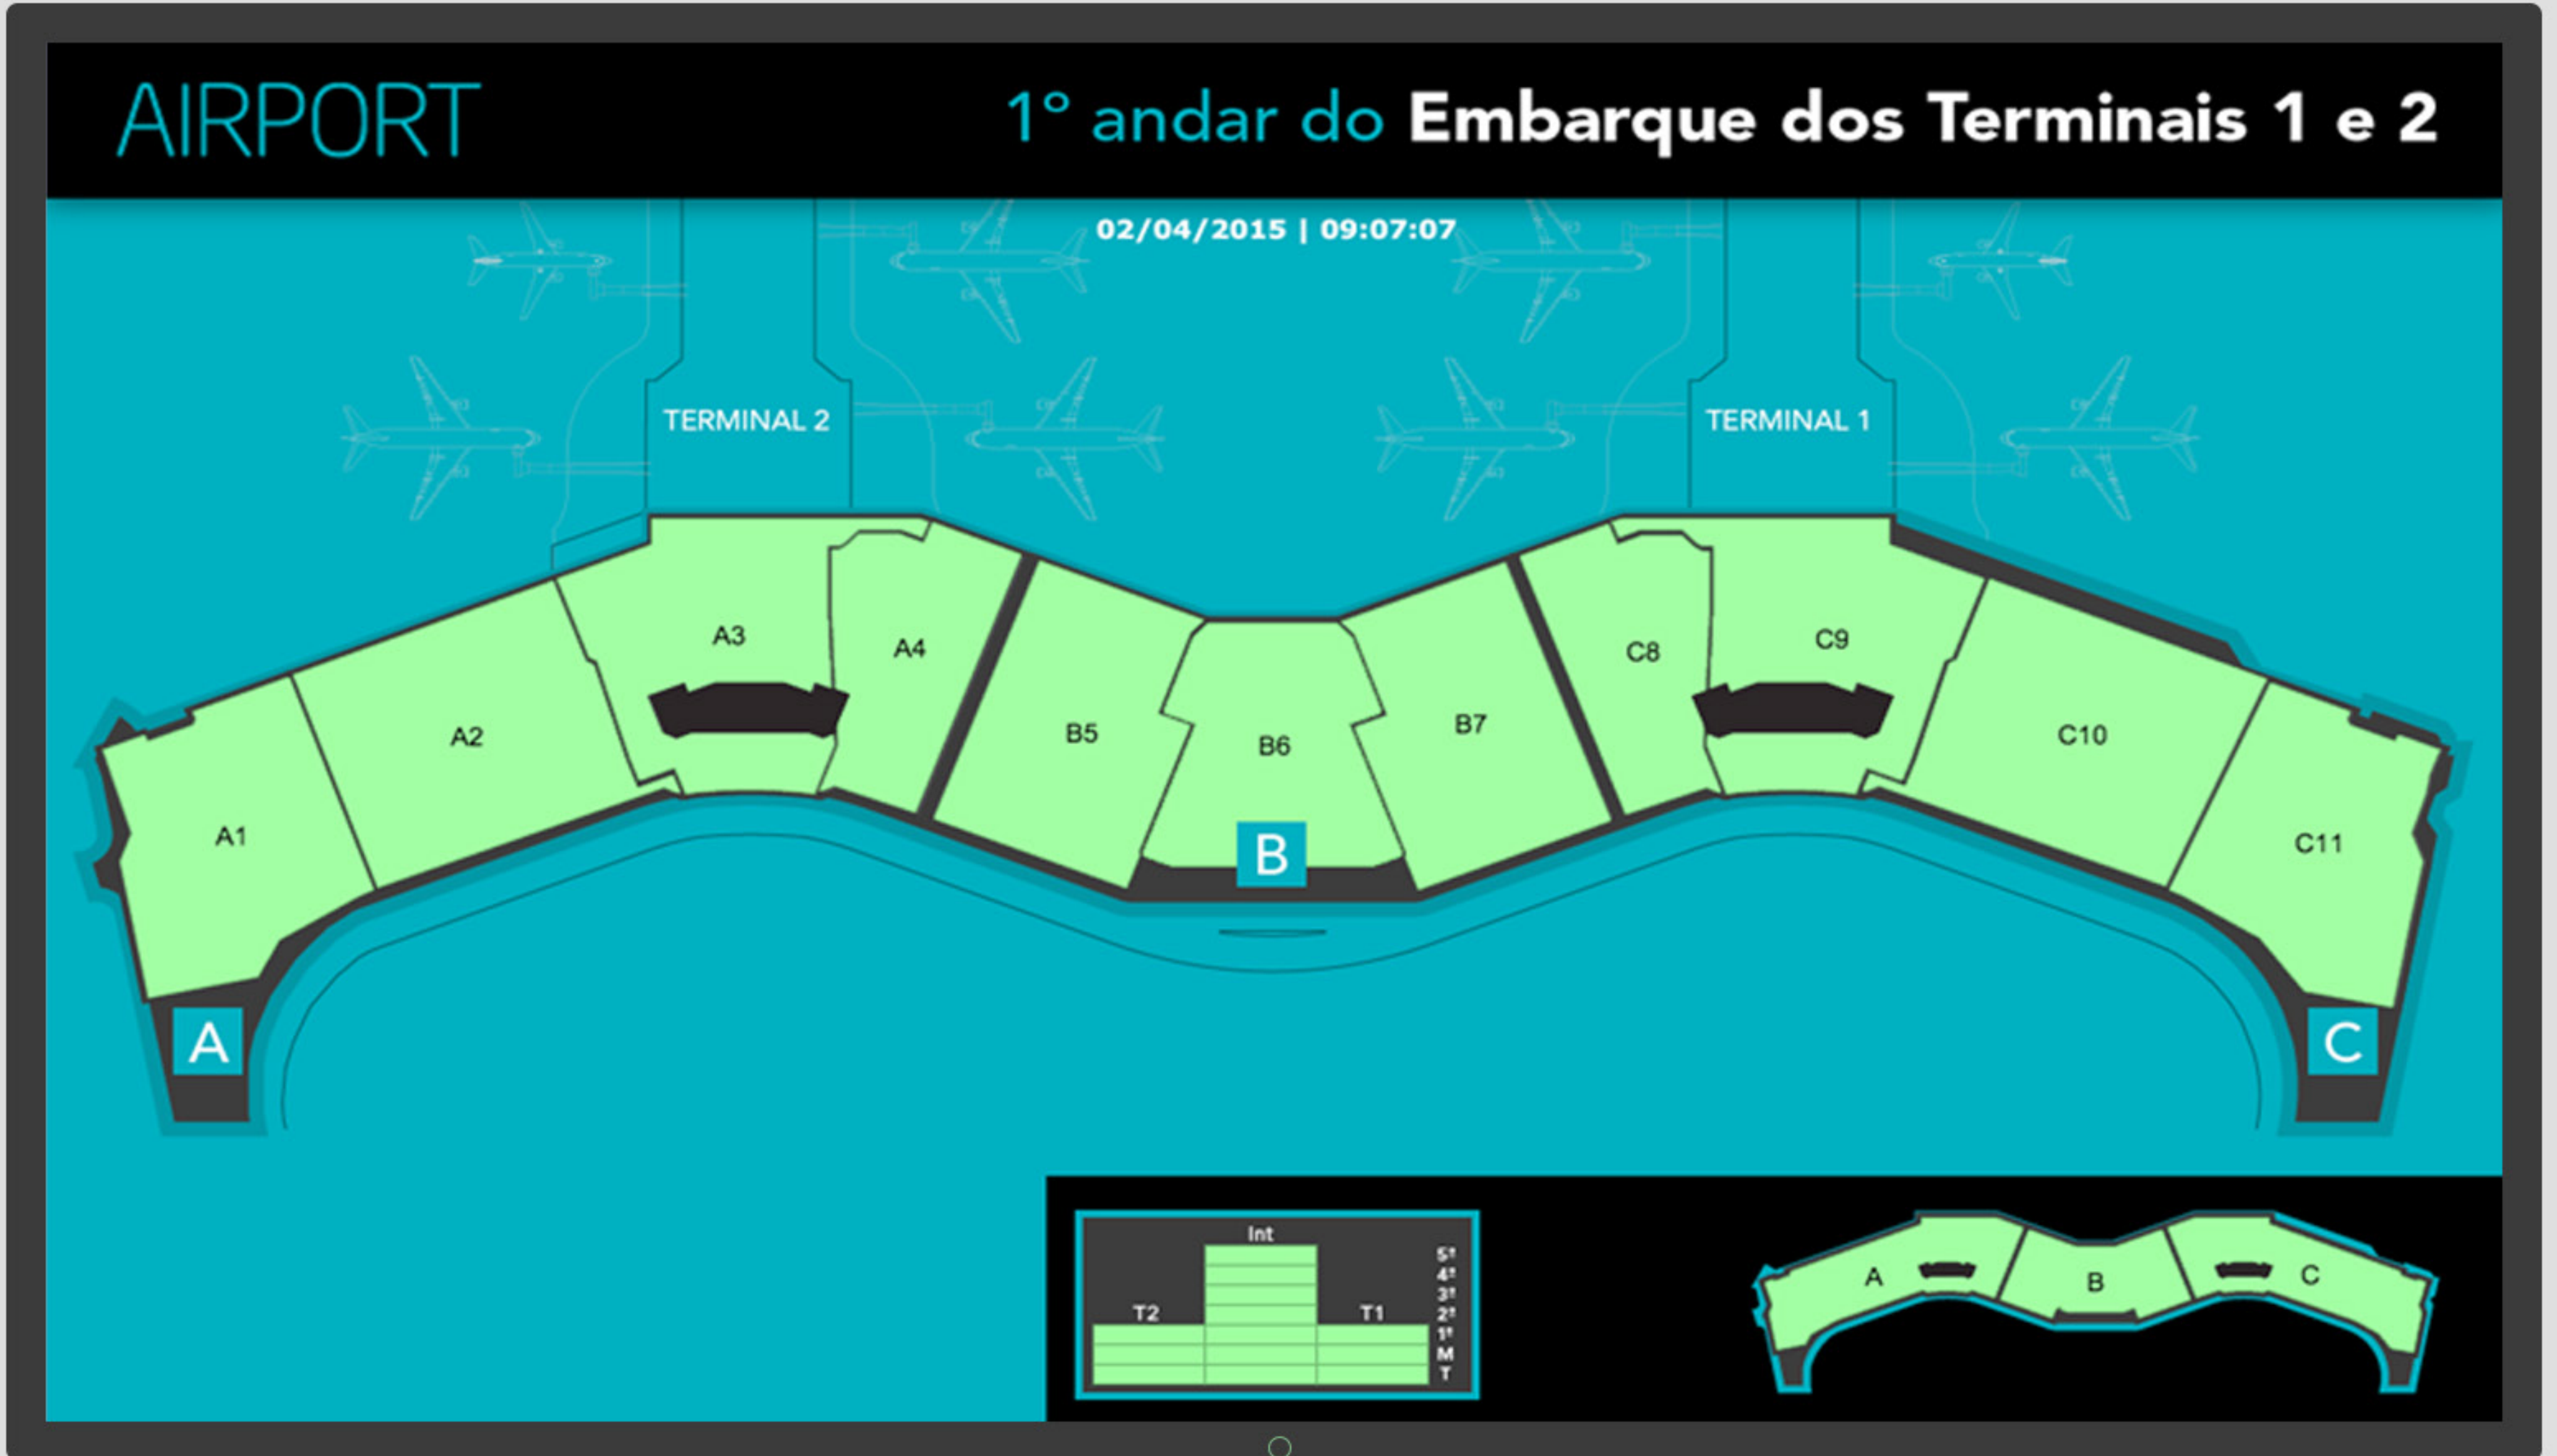 AIRPORT
1º andar do Embarque dos Terminais 1 e 2
02/04/2015 | 09:07:07
TERMINAL 2
TERMINAL 1
A1
A2
A3
A4
B5
B6
B7
C8
C9
C10
C11
A
B
C
Int
T2
T1
5º
4º
3º
2º
1º
M
T
A
B
C